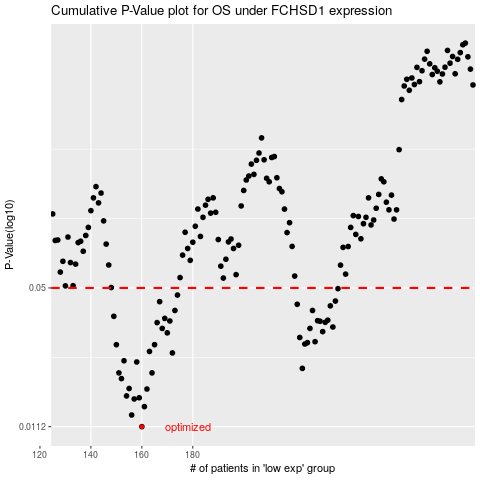 Cumulative P-Value plot for OS under FCHSD1 expression
P-Value(log10)
0.05
0.0112
optimized
120 140 160 180
# of patients in 'low exp' group